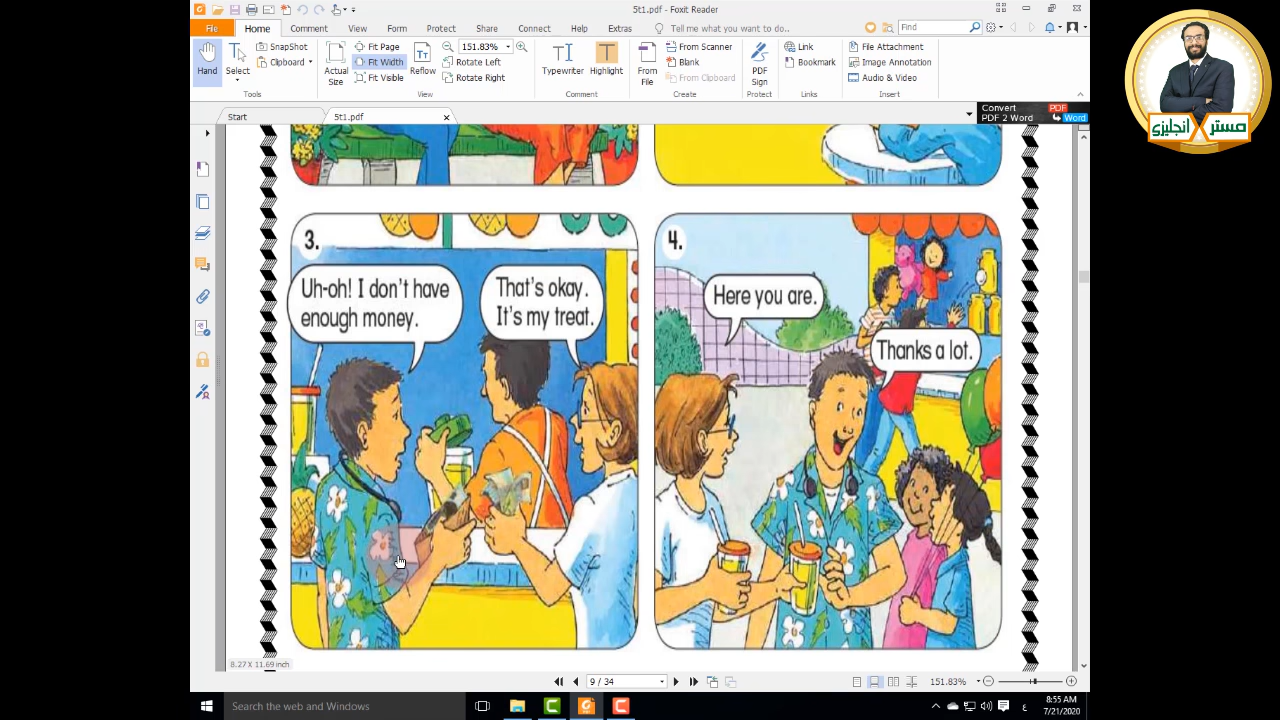 5t1.pdf - Foxit Reader
File Home Comment View Form Protect Share Connect Help Extras Tell me what you want to do... Find
Hand
Select
SnapShot
Clipboard
Tools
Actual Size
Fit Page
Fit Width
Fit Visible
Reflow
151.83%
Rotate Left
Rotate Right
View
Typewriter
Highlight
Comment
From File
From Scanner
Blank
From Clipboard
Create
PDF Sign
Protect
Link
Bookmark
Links
File Attachment
Image Annotation
Audio & Video
Insert
Start
5t1.pdf
Convert PDF
PDF 2 Word Word
مستر X انجليزي
3.
Uh-oh! I don't have
enough money.
That's okay.
It's my treat.
4.
Here you are.
Thanks a lot.
8.27 X 11.69 inch
9 / 34
151.83%
Search the web and Windows
ع
8:55 AM
7/21/2020